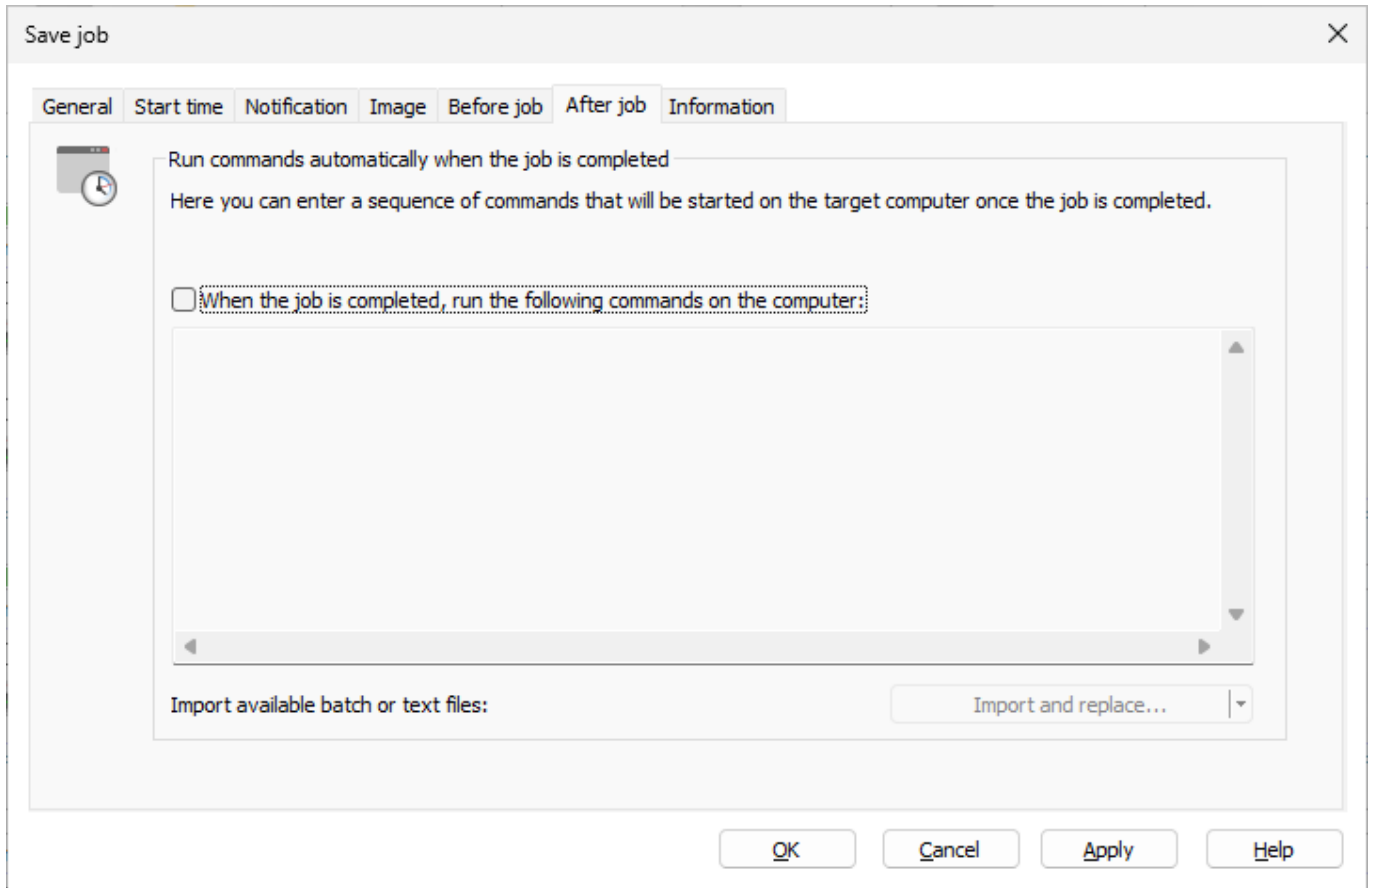 Save job
General Start time Notification Image Before job After job Information
Run commands automatically when the job is completed
Here you can enter a sequence of commands that will be started on the target computer once the job is completed.
When the job is completed, run the following commands on the computer:
Import available batch or text files:
Import and replace...
OK Cancel Apply Help